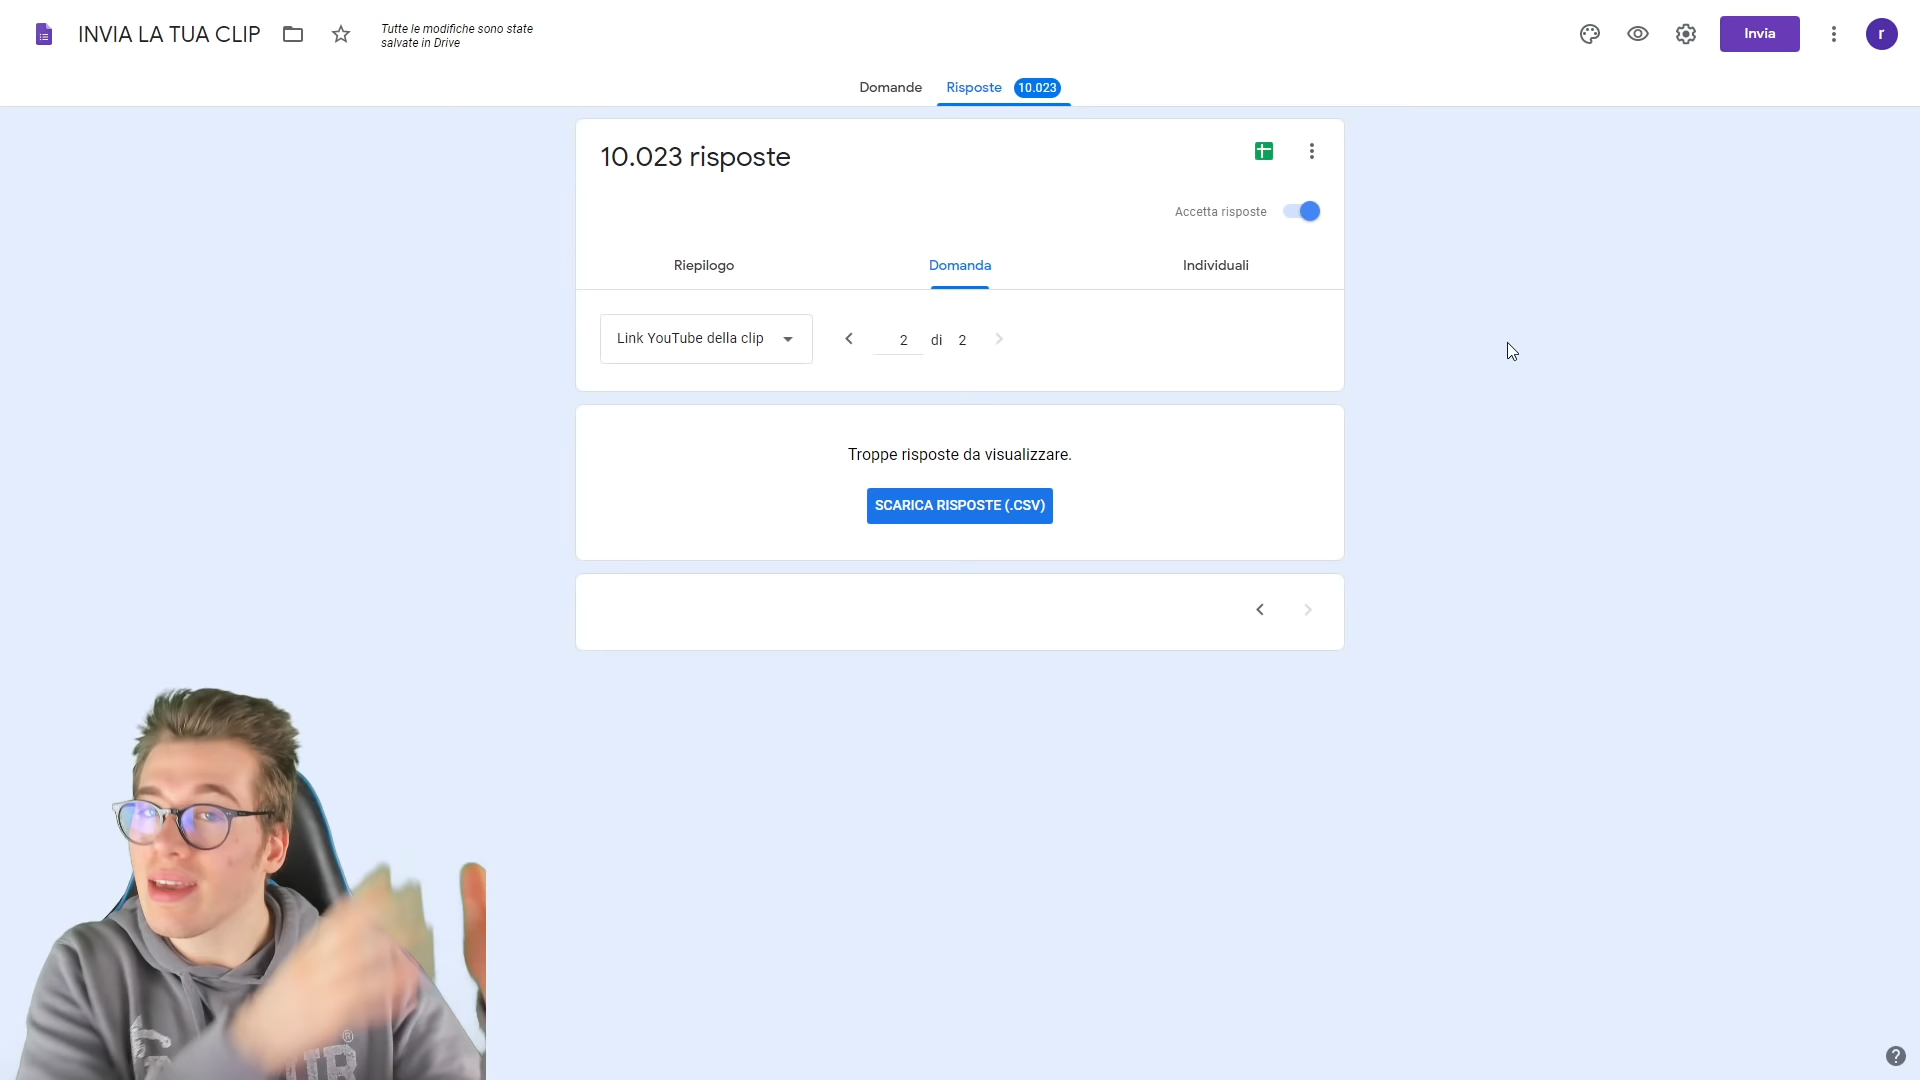 INVIA LA TUA CLIP
Tutte le modifiche sono state
salvate in Drive
Invia
r
Domande
Risposte
10.023
10.023 risposte
Accetta risposte
Riepilogo
Domanda
Individuali
Link YouTube della clip
2 di 2
Troppe risposte da visualizzare.
SCARICA RISPOSTE (.CSV)